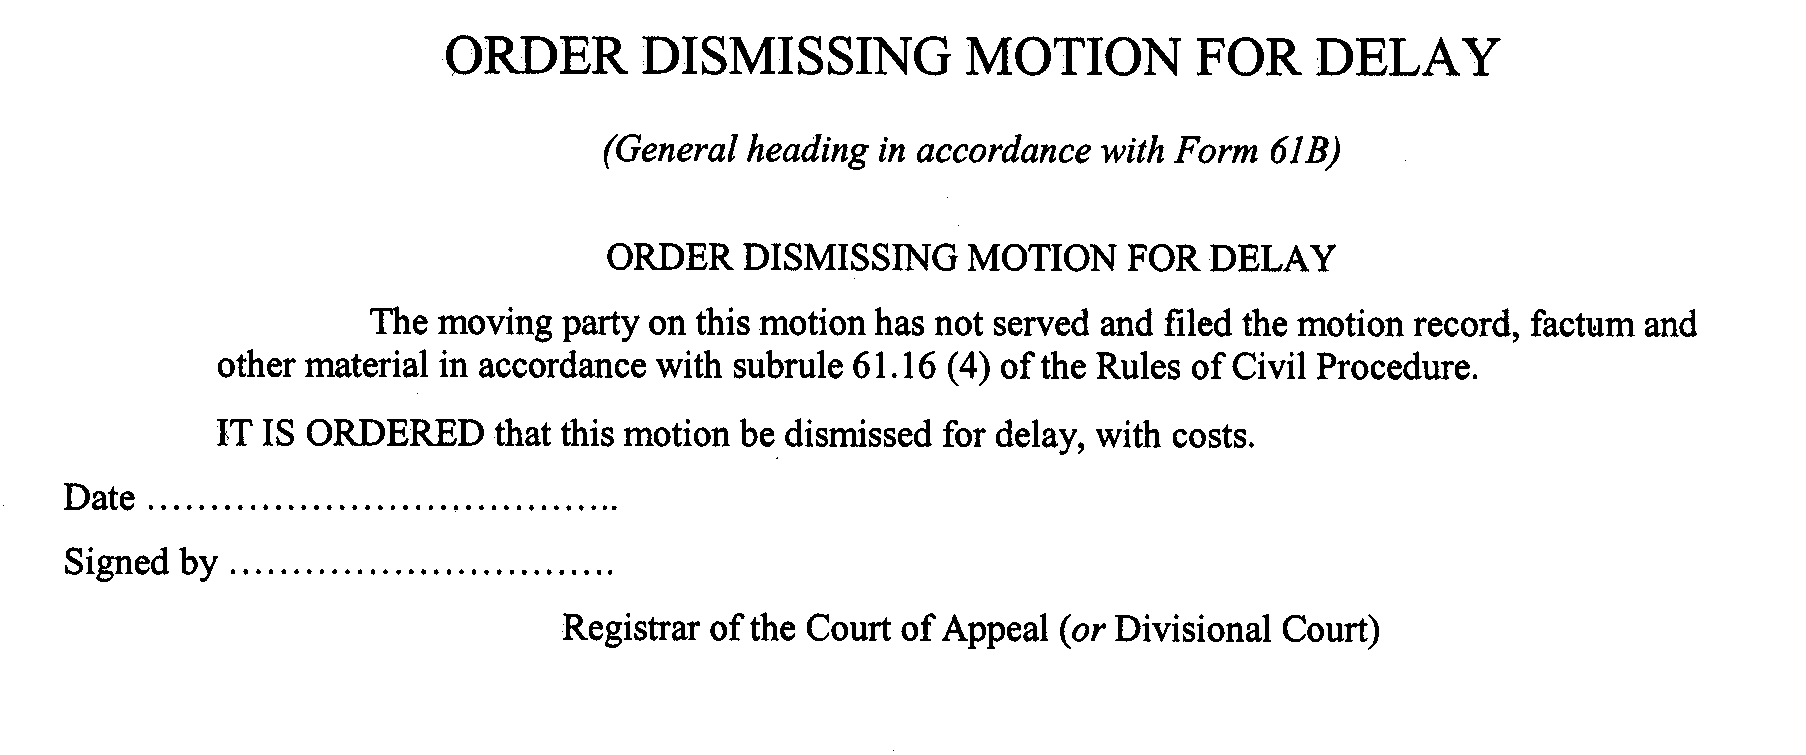 ORDER DISMISSING MOTION FOR DELAY
(General heading in accordance with Form 61B)
ORDER DISMISSING MOTION FOR DELAY
The moving party on this motion has not served and filed the motion record, factum and
other material in accordance with subrule 61.16 (4) of the Rules of Civil Procedure.
IT IS ORDERED that this motion be dismissed for delay, with costs.
Date .....................................
Signed by ..............................
Registrar of the Court of Appeal (or Divisional Court)